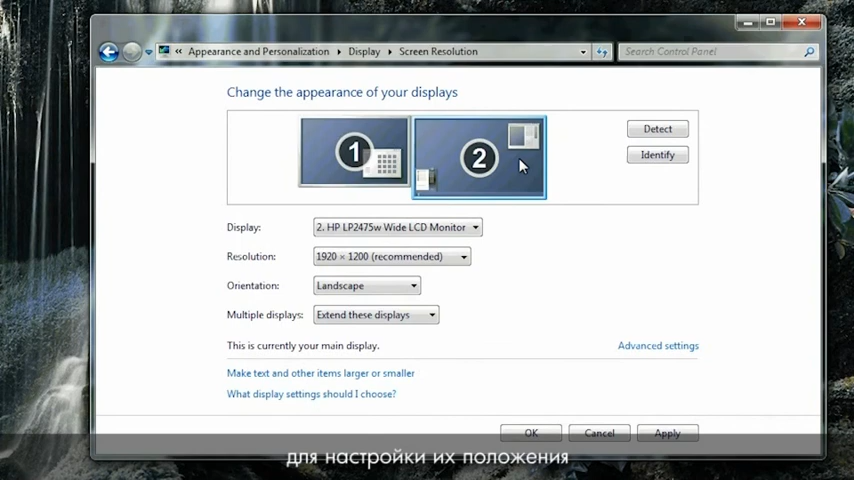 « Appearance and Personalization ▸ Display ▸ Screen Resolution
Search Control Panel
Change the appearance of your displays
1
2
Detect
Identify
Display:
2. HP LP2475w Wide LCD Monitor
Resolution:
1920 × 1200 (recommended)
Orientation:
Landscape
Multiple displays:
Extend these displays
This is currently your main display.
Advanced settings
Make text and other items larger or smaller
What display settings should I choose?
OK
Cancel
Apply
для настройки их положения